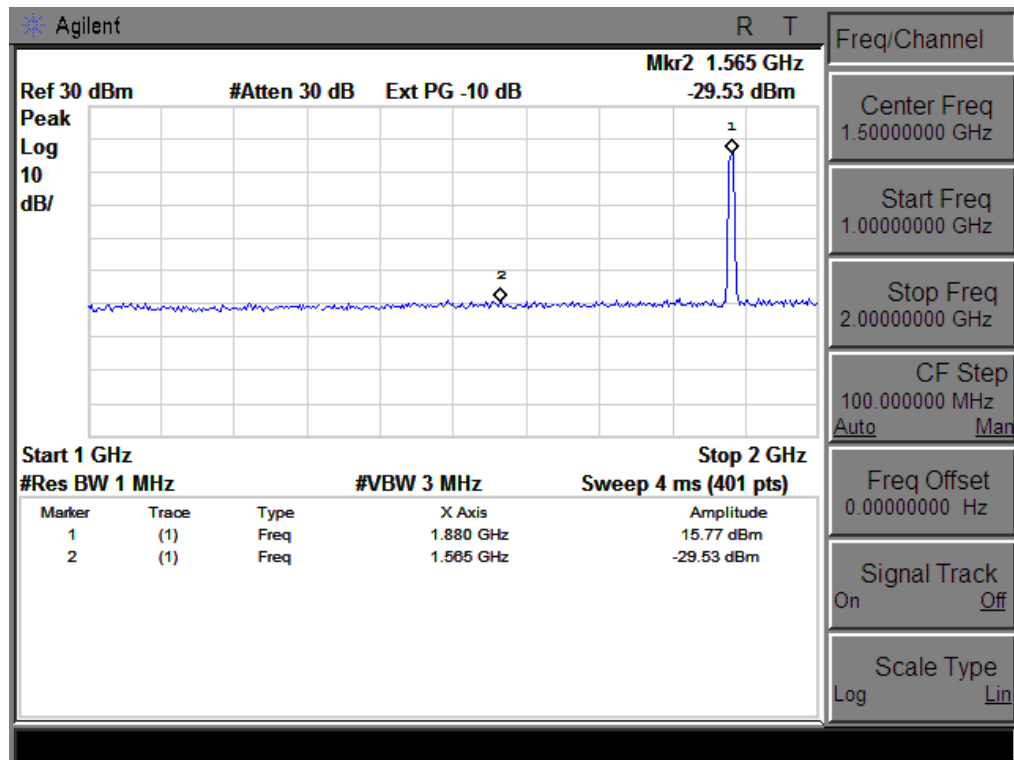 Agilent R T
Mkr2 1.565 GHz
Ref 30 dBm #Atten 30 dB Ext PG -10 dB -29.53 dBm
Peak
Log
10
dB/
1
2
Start 1 GHz Stop 2 GHz
#Res BW 1 MHz #VBW 3 MHz Sweep 4 ms (401 pts)
Marker Trace Type X Axis Amplitude
1 (1) Freq 1.880 GHz 15.77 dBm
2 (1) Freq 1.565 GHz -29.53 dBm
Freq/Channel
Center Freq
1.50000000 GHz
Start Freq
1.00000000 GHz
Stop Freq
2.00000000 GHz
CF Step
100.000000 MHz
Auto Man
Freq Offset
0.00000000 Hz
Signal Track
On Off
Scale Type
Log Lin